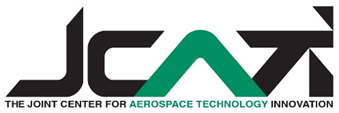 JCATI
THE JOINT CENTER FOR AEROSPACE TECHNOLOGY INNOVATION